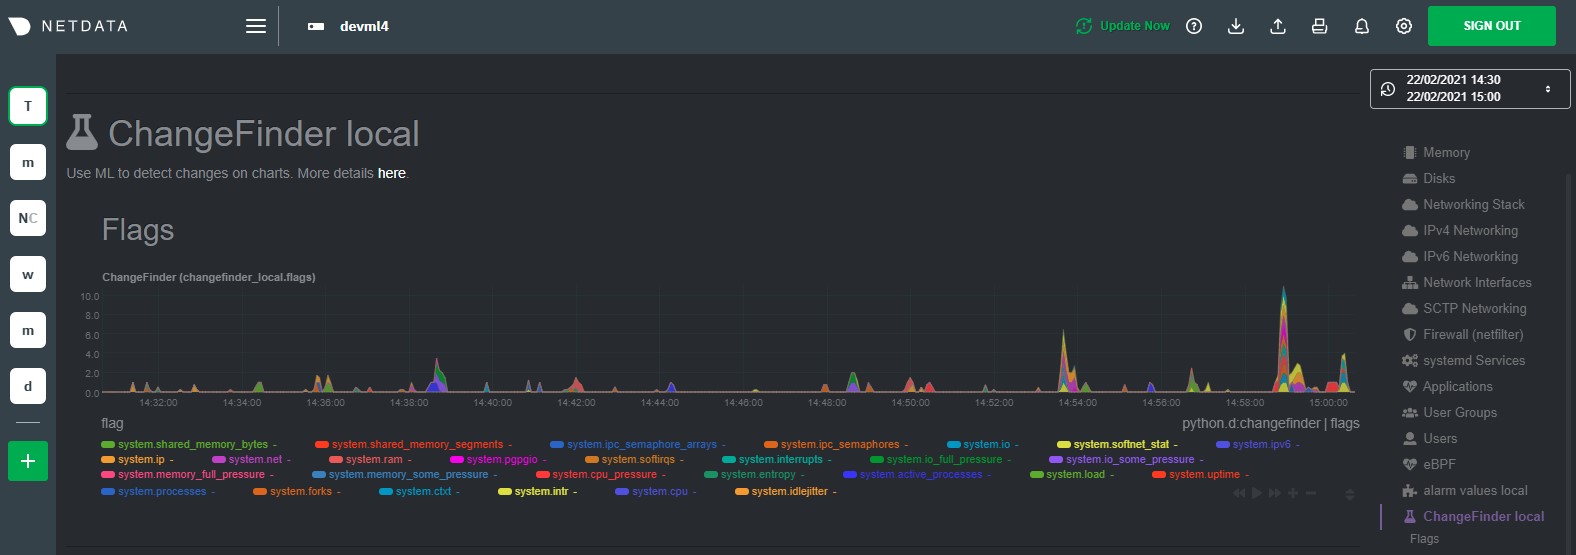 NETDATA
devml4
Update Now
SIGN OUT
22/02/2021 14:30
22/02/2021 15:00
T
m
NC
w
m
d
+
ChangeFinder local
Use ML to detect changes on charts. More details here.
Flags
ChangeFinder (changefinder_local.flags)
10.0
8.0
6.0
4.0
2.0
0.0
14:32:00 14:34:00 14:36:00 14:38:00 14:40:00 14:42:00 14:44:00 14:46:00 14:48:00 14:50:00 14:52:00 14:54:00 14:56:00 14:58:00 15:00:00
flag
python.d:changefinder | flags
system.shared_memory_bytes - system.shared_memory_segments - system.ipc_semaphore_arrays - system.ipc_semaphores - system.io - system.softnet_stat - system.ipv6 -
system.ip - system.net - system.ram - system.pgpgio - system.softirqs - system.interrupts - system.io_full_pressure - system.io_some_pressure -
system.memory_full_pressure - system.memory_some_pressure - system.cpu_pressure - system.entropy - system.active_processes - system.load - system.uptime -
system.processes - system.forks - system.ctxt - system.intr - system.cpu - system.idlejitter -
Memory
Disks
Networking Stack
IPv4 Networking
IPv6 Networking
Network Interfaces
SCTP Networking
Firewall (netfilter)
systemd Services
Applications
User Groups
Users
eBPF
alarm values local
ChangeFinder local
Flags